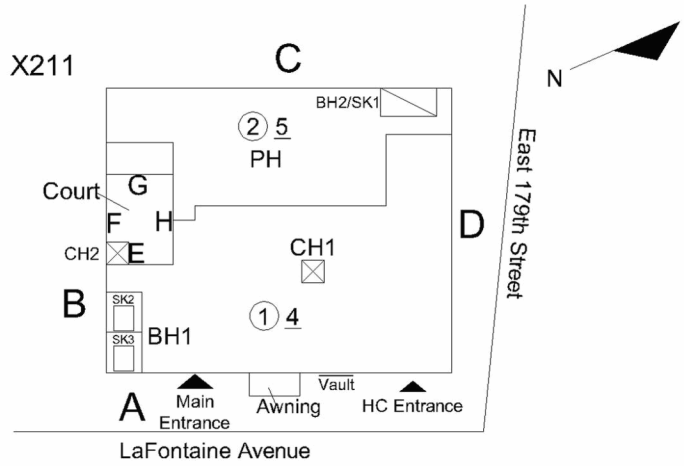 C
X211
N
BH2/SK1
2 5
PH
Court
G
F
H
E
CH2
D
East 179th Street
CH1
B
SK2
SK3
BH1
1 4
A
Main
Entrance
Awning
Vault
HC Entrance
LaFontaine Avenue